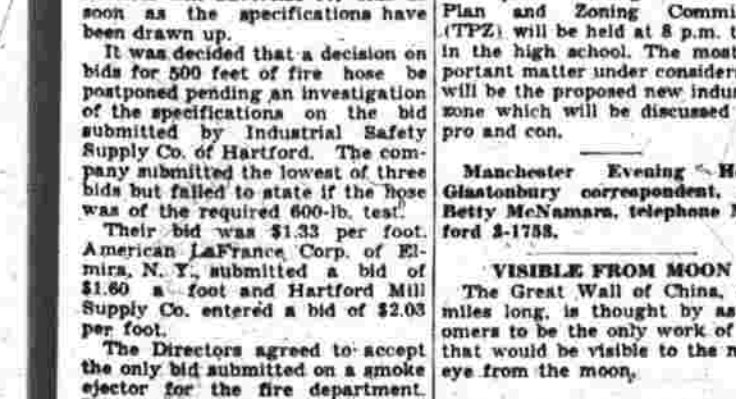 soon as the specifications have
been drawn up.
It was decided that a decision on
bids for 500 feet of fire hose be
postponed pending an investigation
of the specifications on the bid
submitted by Industrial Safety
Supply Co. of Hartford. The com-
pany submitted the lowest of three
bids but failed to state if the hose
was of the required 600-lb. test.
Their bid was $1.33 per foot.
American LaFrance Corp. of El-
mira, N. Y., submitted a bid of
$1.60 a foot and Hartford Mill
Supply Co. entered a bid of $2.03
per foot.
The Directors agreed to accept
the only bid submitted on a smoke
ejector for the fire department.
Plan and Zoning Commi
(TPZ) will be held at 8 p.m. t
in the high school. The most
portant matter under consider
will be the proposed new indus
zone which will be discussed
pro and con.
Manchester Evening H
Glastonbury correspondent,
Betty McNamara, telephone
ford 3-1758.
VISIBLE FROM MOON
The Great Wall of China,
miles long, is thought by as
omers to be the only work of
that would be visible to the n
eye from the moon.